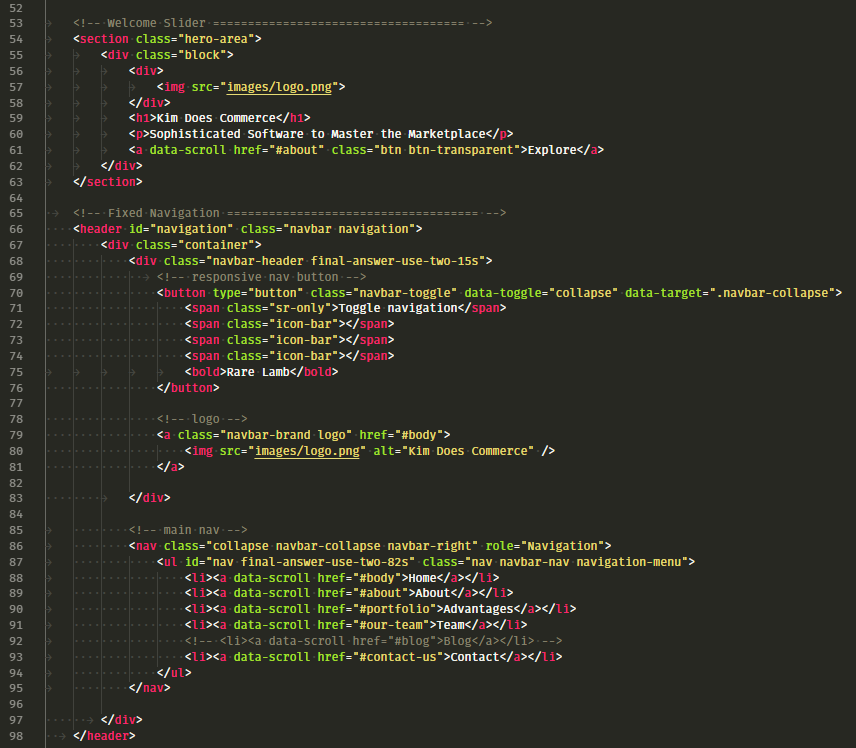 52
53 <!-- Welcome Slider ==================================== -->
54 <section class="hero-area">
55 <div class="block">
56 <div>
57 <img src="images/logo.png">
58 </div>
59 <h1>Kim Does Commerce</h1>
60 <p>Sophisticated Software to Master the Marketplace</p>
61 <a data-scroll href="#about" class="btn btn-transparent">Explore</a>
62 </div>
63 </section>
64
65 <!-- Fixed Navigation ==================================== -->
66 <header id="navigation" class="navbar navigation">
67 <div class="container">
68 <div class="navbar-header final-answer-use-two-15s">
69 <!-- responsive nav button -->
70 <button type="button" class="navbar-toggle" data-toggle="collapse" data-target=".navbar-collapse">
71 <span class="sr-only">Toggle navigation</span>
72 <span class="icon-bar"></span>
73 <span class="icon-bar"></span>
74 <span class="icon-bar"></span>
75 <bold>Rare Lamb</bold>
76 </button>
77
78 <!-- logo -->
79 <a class="navbar-brand logo" href="#body">
80 <img src="images/logo.png" alt="Kim Does Commerce" />
81 </a>
82
83 </div>
84
85 <!-- main nav -->
86 <nav class="collapse navbar-collapse navbar-right" role="Navigation">
87 <ul id="nav final-answer-use-two-82s" class="nav navbar-nav navigation-menu">
88 <li><a data-scroll href="#body">Home</a></li>
89 <li><a data-scroll href="#about">About</a></li>
90 <li><a data-scroll href="#portfolio">Advantages</a></li>
91 <li><a data-scroll href="#our-team">Team</a></li>
92 <!-- <li><a data-scroll href="#blog">Blog</a></li> -->
93 <li><a data-scroll href="#contact-us">Contact</a></li>
94 </ul>
95 </nav>
96
97 </div>
98 </header>